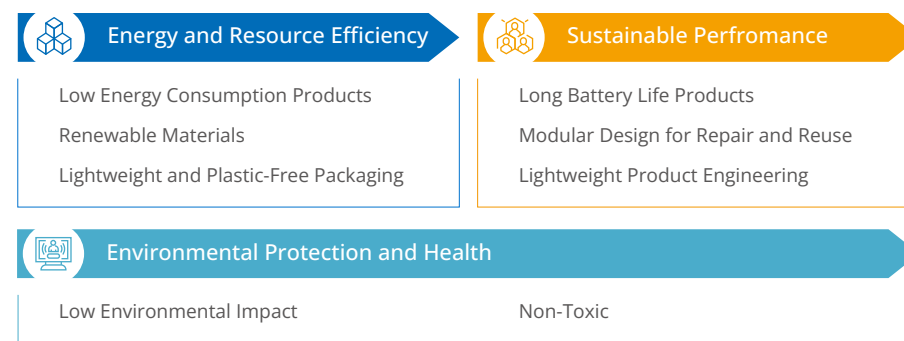 Energy and Resource Efficiency
Low Energy Consumption Products
Renewable Materials
Lightweight and Plastic-Free Packaging
Sustainable Perfromance
Long Battery Life Products
Modular Design for Repair and Reuse
Lightweight Product Engineering
Environmental Protection and Health
Low Environmental Impact
Non-Toxic